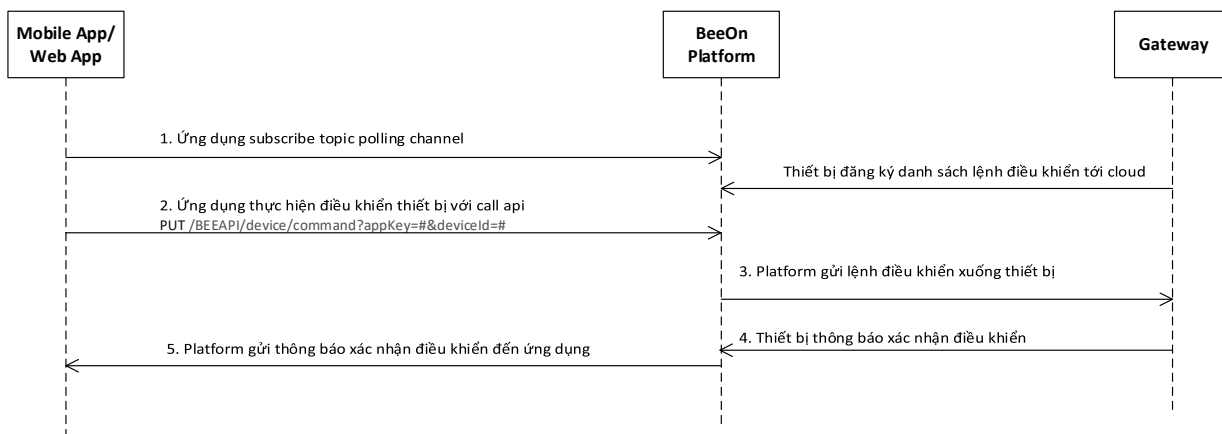 Mobile App/
Web App
BeeOn
Platform
Gateway
1. Ứng dụng subscribe topic polling channel
Thiết bị đăng ký danh sách lệnh điều khiển tới cloud
2. Ứng dụng thực hiện điều khiển thiết bị với call api
PUT /BEEAPI/device/command?appKey=#&deviceId=#
3. Platform gửi lệnh điều khiển xuống thiết bị
4. Thiết bị thông báo xác nhận điều khiển
5. Platform gửi thông báo xác nhận điều khiển đến ứng dụng